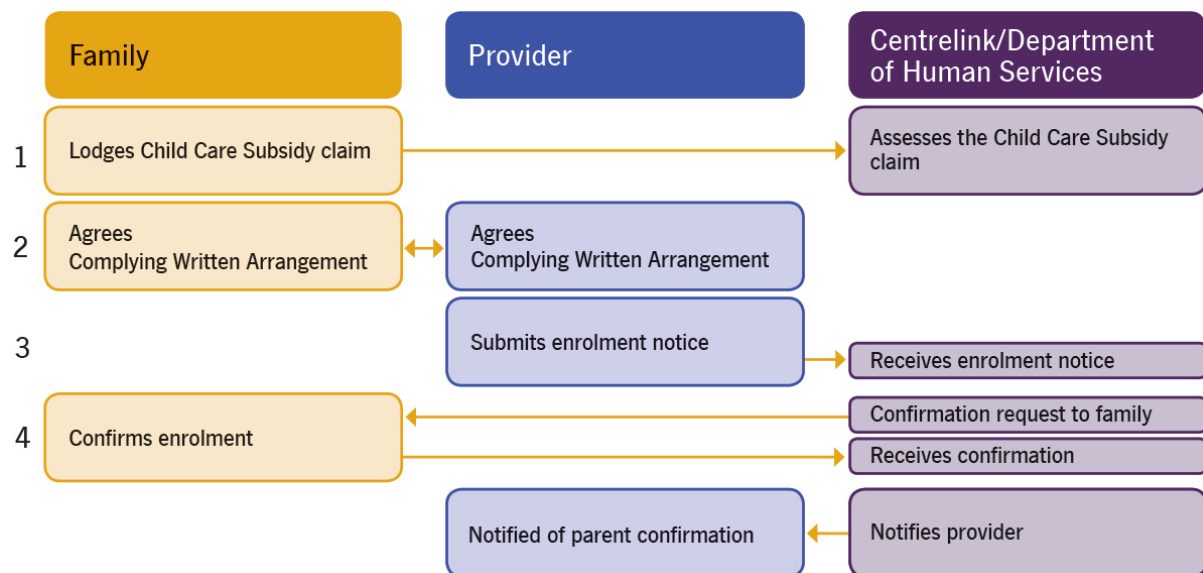 Family
Provider
Centrelink/Department
of Human Services
1
Lodges Child Care Subsidy claim
Assesses the Child Care Subsidy
claim
2
Agrees
Complying Written Arrangement
Agrees
Complying Written Arrangement
3
Submits enrolment notice
Receives enrolment notice
4
Confirms enrolment
Confirmation request to family
Receives confirmation
Notified of parent confirmation
Notifies provider